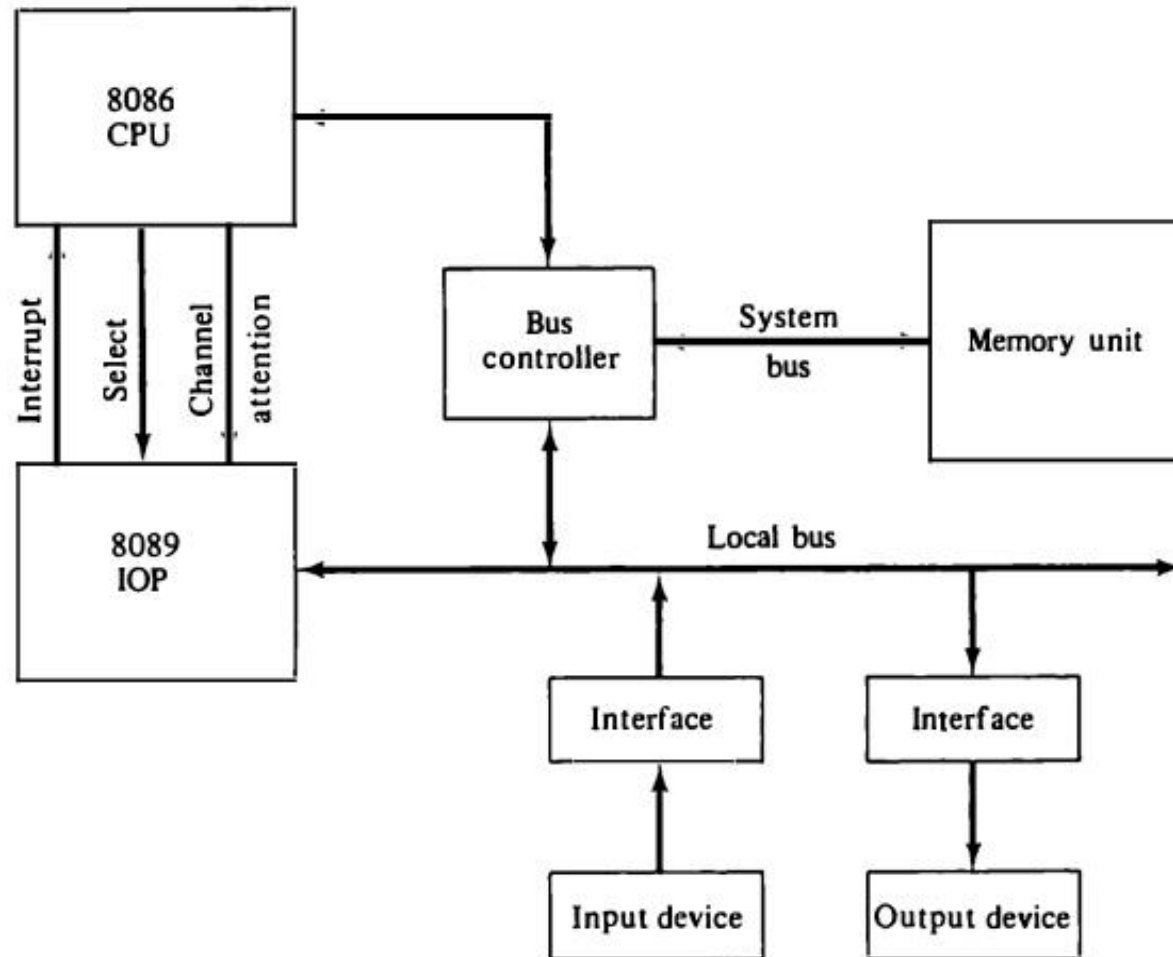 8086
CPU
Interrupt
Select
Channel
attention
Bus
controller
System
bus
Memory unit
8089
IOP
Local bus
Interface
Interface
Input device
Output device